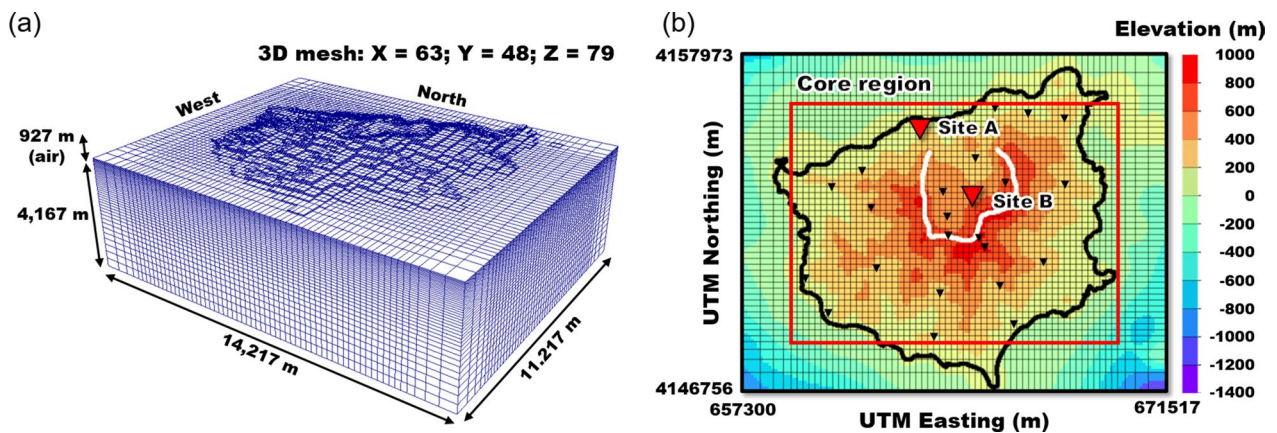 (a)
3D mesh: X = 63; Y = 48; Z = 79
West
North
927 m
(air)
4,167 m
14,217 m
11.217 m
(b)
Elevation (m)
4157973
Core region
Site A
Site B
UTM Northing (m)
4146756
657300
UTM Easting (m)
671517
1000
800
600
400
200
0
-200
-400
-600
-800
-1000
-1200
-1400